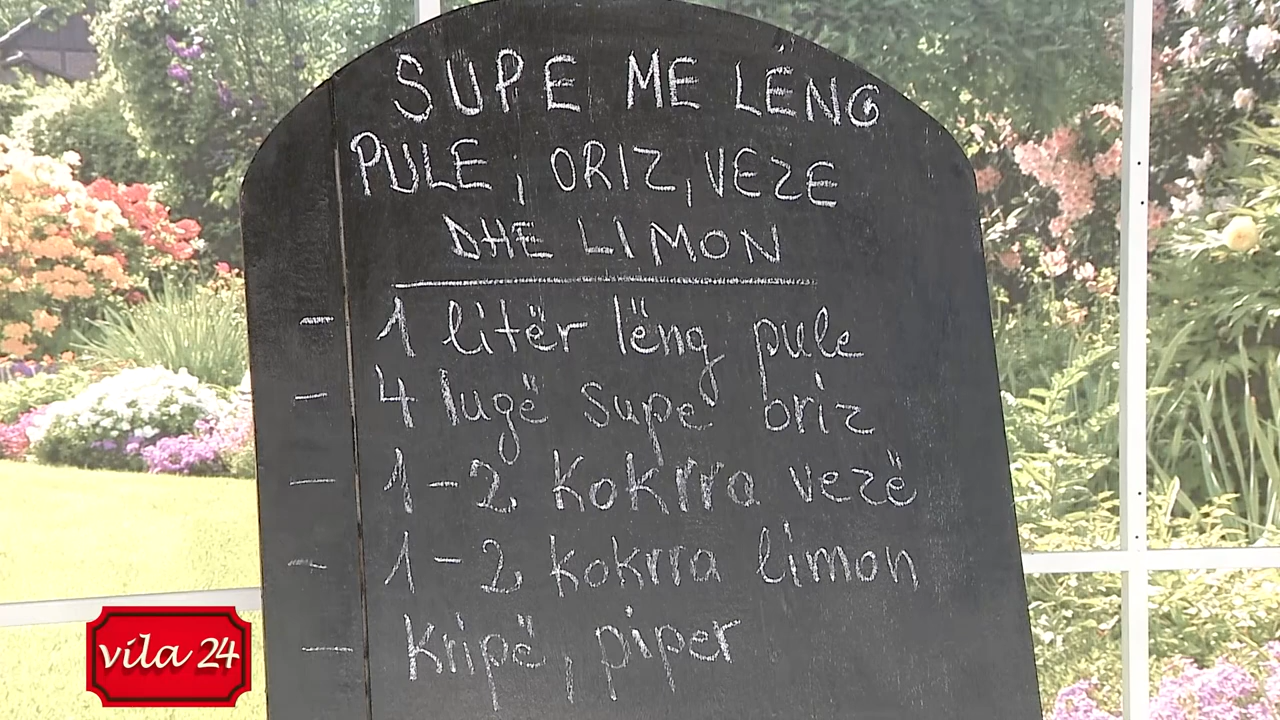 SUPE ME LËNG
PULE, ORIZ, VEZE
DHE LIMON
- 1 litër lëng pule
- 4 lugë supe oriz
- 1-2 kokrra vezë
- 1-2 kokrra limon
- kripë, piper
vila 24